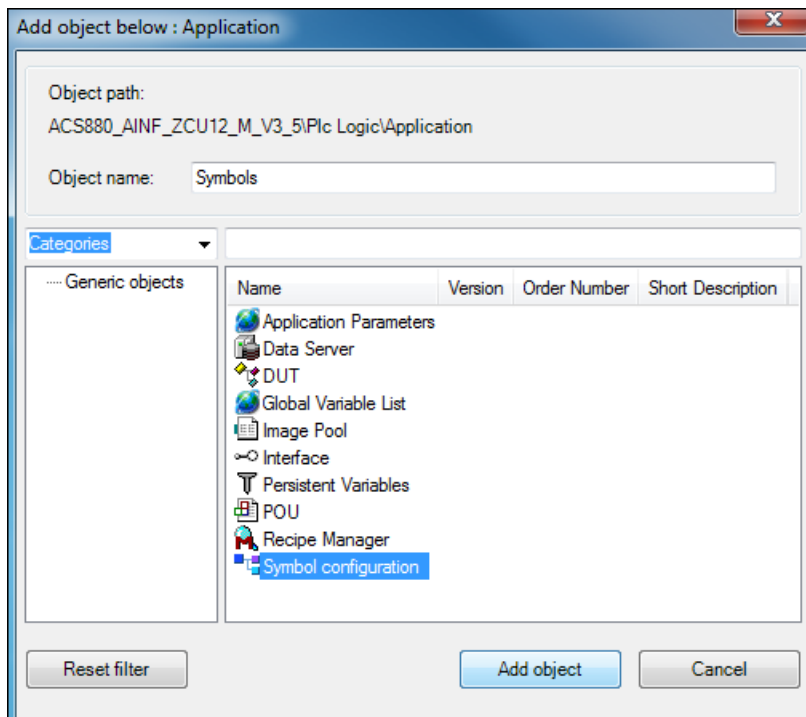 Add object below : Application
Object path:
ACS880_AINF_ZCU12_M_V3_5\Plc Logic\Application
Object name: Symbols
Categories
Generic objects
Name Version Order Number Short Description
Application Parameters
Data Server
DUT
Global Variable List
Image Pool
Interface
Persistent Variables
POU
Recipe Manager
Symbol configuration
Reset filter Add object Cancel